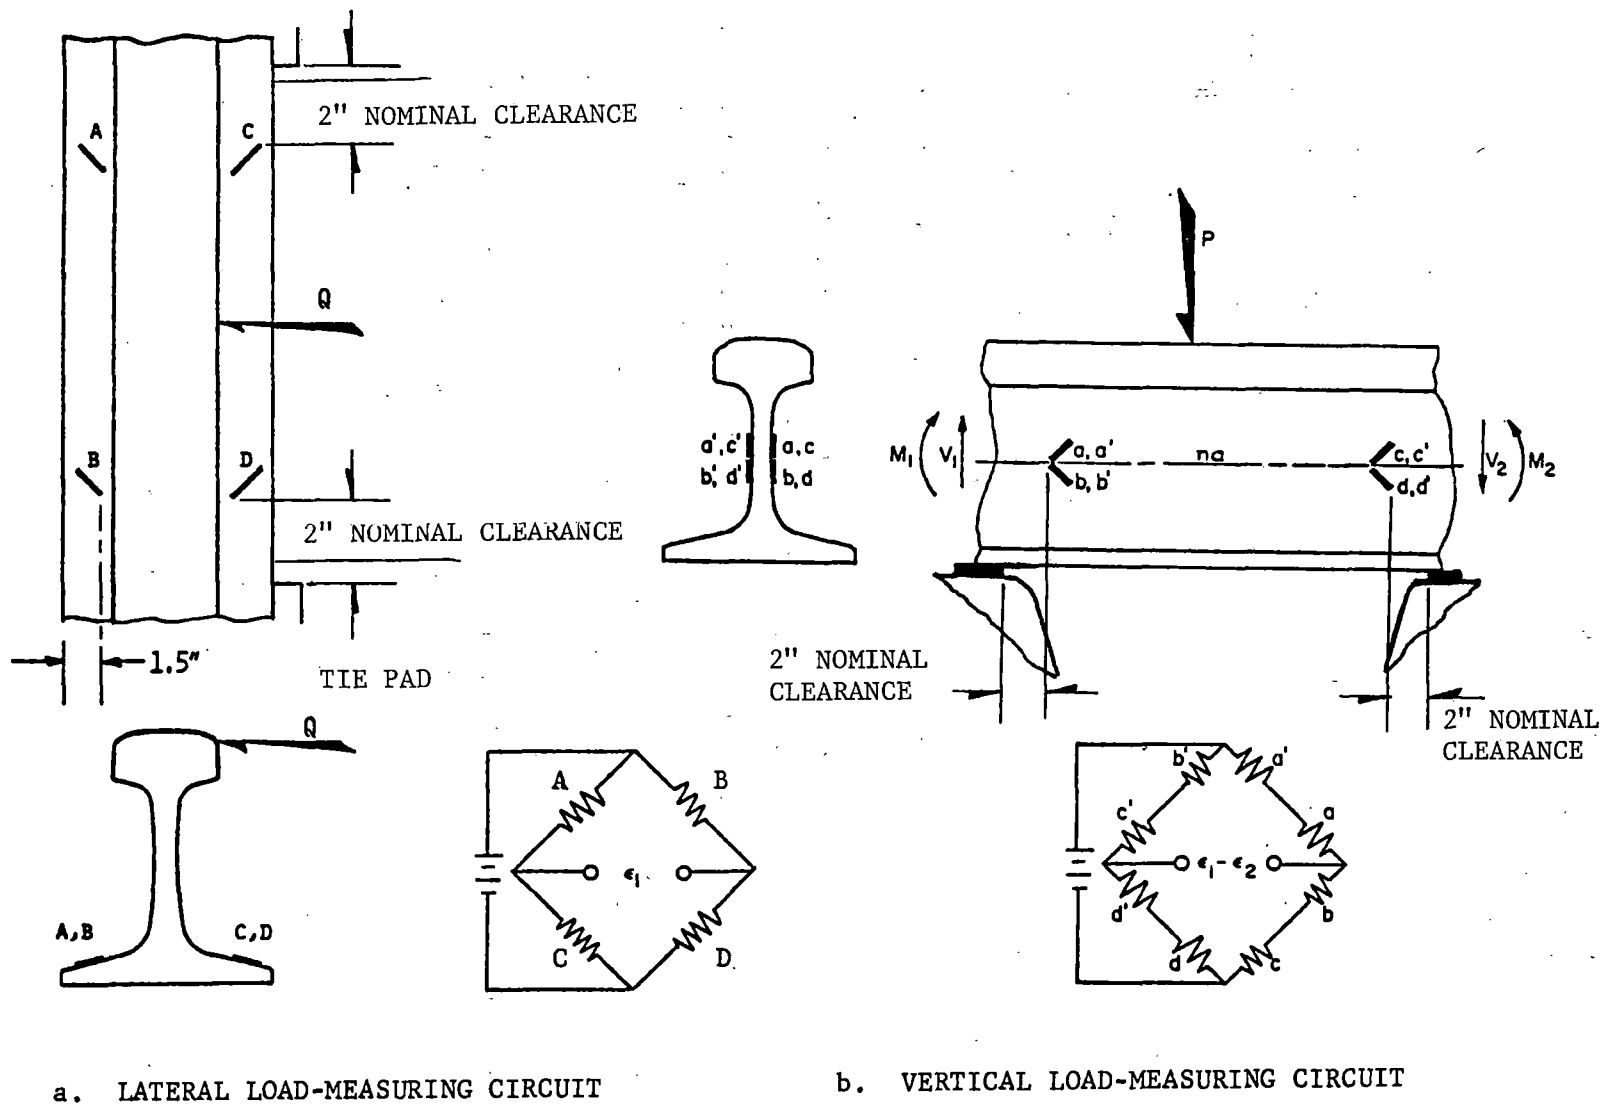 A
C
2" NOMINAL CLEARANCE
Q
B
D
2" NOMINAL CLEARANCE
1.5"
TIE PAD
Q
A,B
C,D
A
B
ϵ₁
C
D
a. LATERAL LOAD-MEASURING CIRCUIT
P
a',c'
a,c
b',d'
b,d
M₁
V₁
a,a'
b,b'
na
c,c'
d,d'
V₂
M₂
2" NOMINAL
CLEARANCE
2" NOMINAL
CLEARANCE
b'
a'
c'
a
ϵ₁-ϵ₂
d'
b
d
c
b. VERTICAL LOAD-MEASURING CIRCUIT